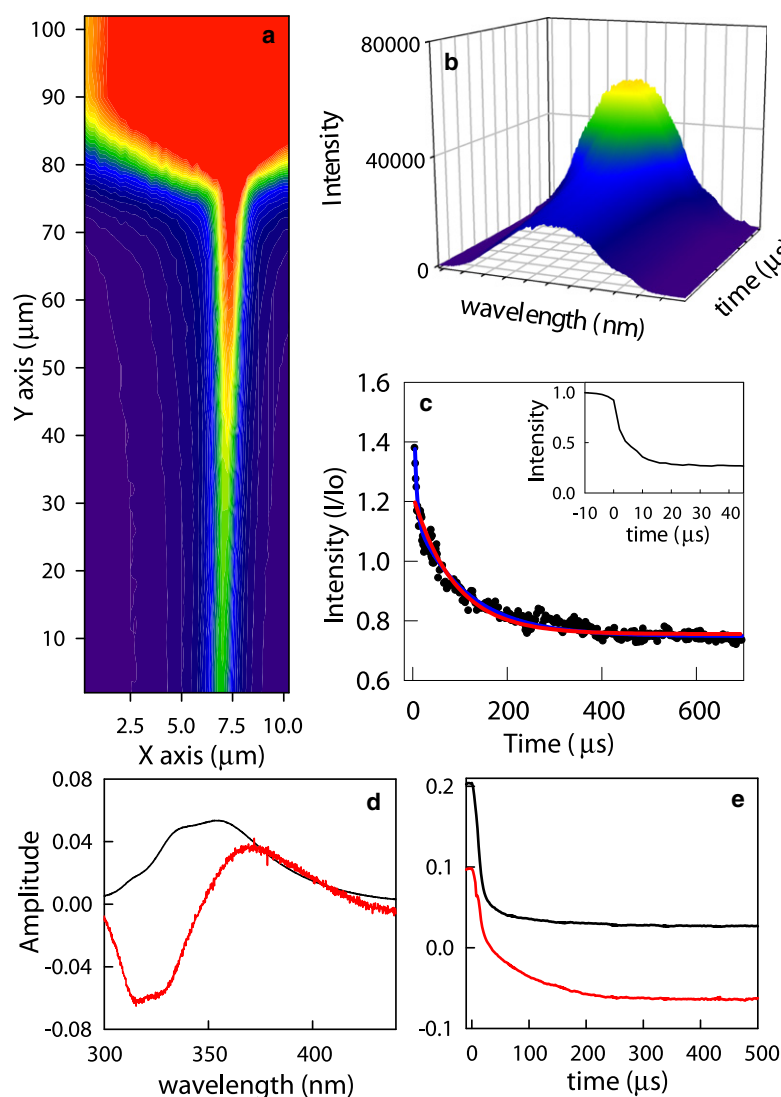 a
100
90
80
70
60
50
40
30
20
10
Y axis (μm)
2.5 5.0 7.5 10.0
X axis (μm)
b
80000
40000
0
Intensity
wavelength (nm)
time (μs)
c
1.6
1.4
1.2
1.0
0.8
0.6
Intensity (I/Io)
0 200 400 600
Time (μs)
1.0
0.5
0.0
Intensity
-10 0 10 20 30 40
time (μs)
d
0.08
0.04
0.00
-0.04
-0.08
Amplitude
300 350 400
wavelength (nm)
e
0.2
0.1
0.0
-0.1
0 100 200 300 400 500
time (μs)